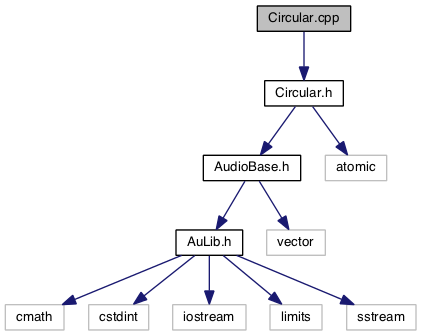 Circular.cpp
Circular.h
AudioBase.h
atomic
AuLib.h
vector
cmath
cstdint
iostream
limits
sstream